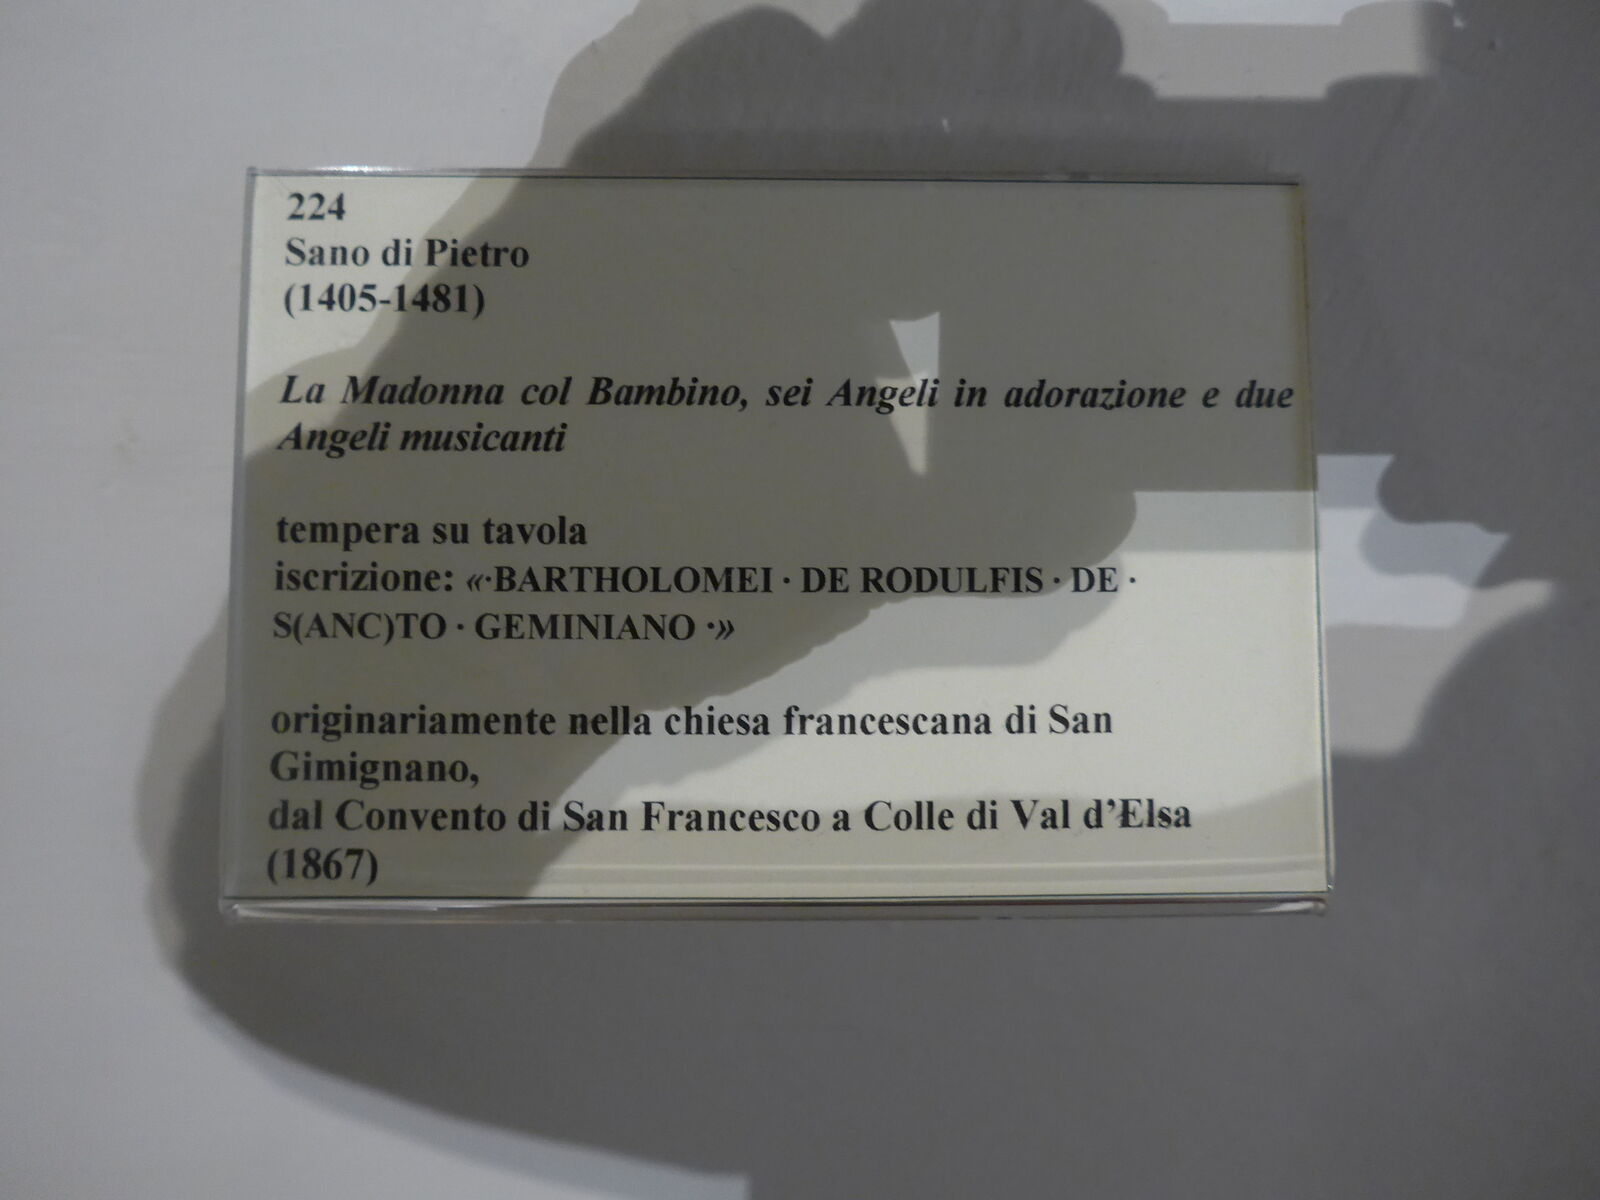 224
Sano di Pietro
(1405-1481)
La Madonna col Bambino, sei Angeli in adorazione e due
Angeli musicanti
tempera su tavola
iscrizione: «·BARTHOLOMEI · DE RODULFIS · DE ·
S(ANC)TO · GEMINIANO ·»
originariamente nella chiesa francescana di San
Gimignano,
dal Convento di San Francesco a Colle di Val d’Elsa
(1867)